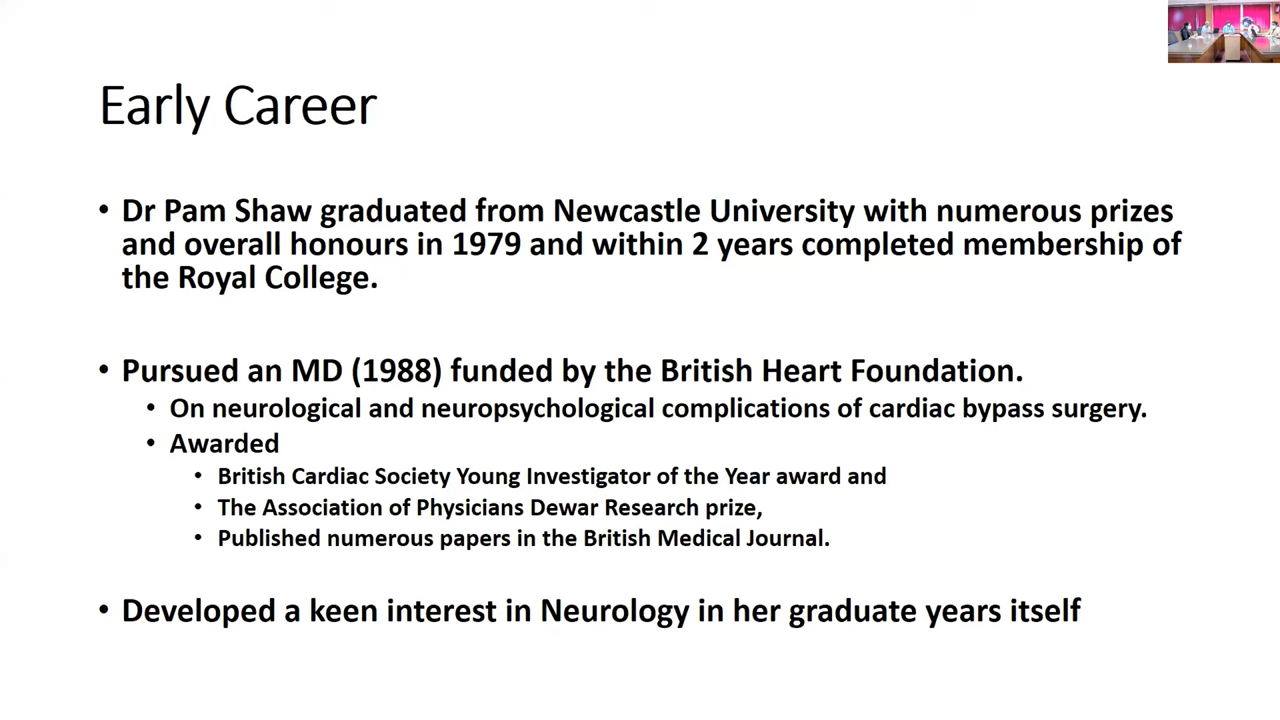 Early Career
• Dr Pam Shaw graduated from Newcastle University with numerous prizes
and overall honours in 1979 and within 2 years completed membership of
the Royal College.
• Pursued an MD (1988) funded by the British Heart Foundation.
• On neurological and neuropsychological complications of cardiac bypass surgery.
• Awarded
• British Cardiac Society Young Investigator of the Year award and
• The Association of Physicians Dewar Research prize,
• Published numerous papers in the British Medical Journal.
• Developed a keen interest in Neurology in her graduate years itself